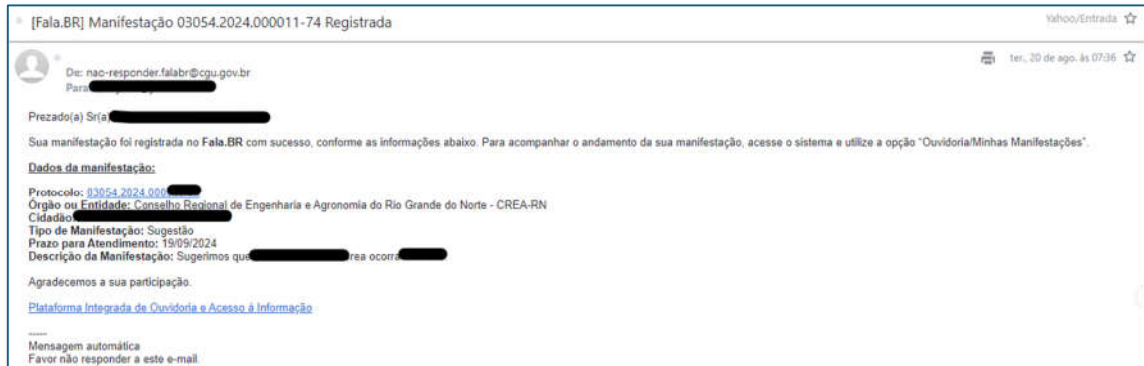 [Fala.BR] Manifestação 03054.2024.000011-74 Registrada
Yahoo/Entrada
De: nao-responder.falabr@cgu.gov.br
ter., 20 de ago. às 07:36
Para
Prezado(a) Sr(a)
Sua manifestação foi registrada no Fala.BR com sucesso, conforme as informações abaixo. Para acompanhar o andamento da sua manifestação, acesse o sistema e utilize a opção "Ouvidoria/Minhas Manifestações".
Dados da manifestação:
Protocolo: 03054.2024.000
Órgão ou Entidade: Conselho Regional de Engenharia e Agronomia do Rio Grande do Norte - CREA-RN
Cidadão:
Tipo de Manifestação: Sugestão
Prazo para Atendimento: 19/09/2024
Descrição da Manifestação: Sugerimos que rea ocorra
Agradecemos a sua participação.
Plataforma Integrada de Ouvidoria e Acesso à Informação
-----
Mensagem automática
Favor não responder a este e-mail.